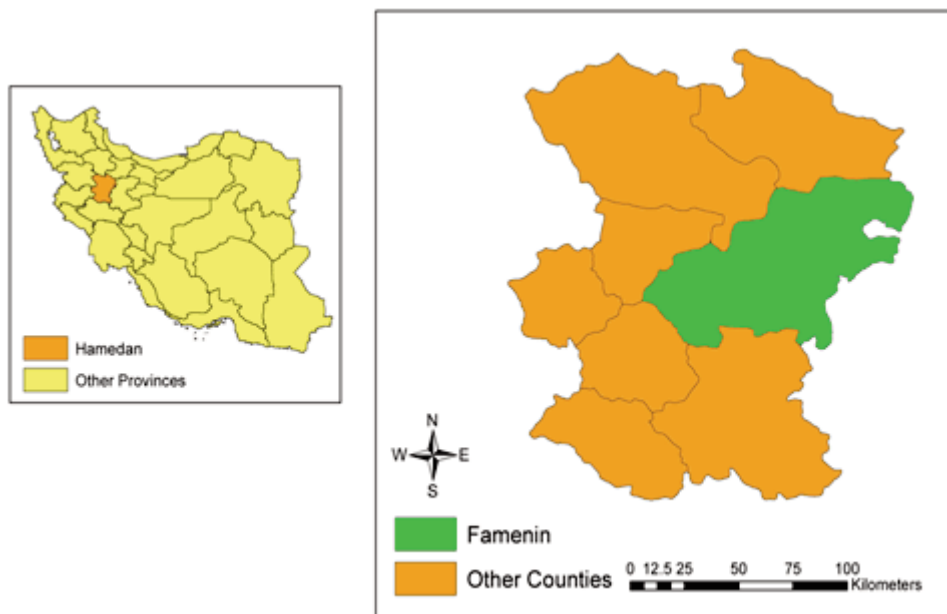 Hamedan
Other Provinces
N
W E
S
Famenin
Other Counties
0 12.5 25 50 75 100
Kilometers